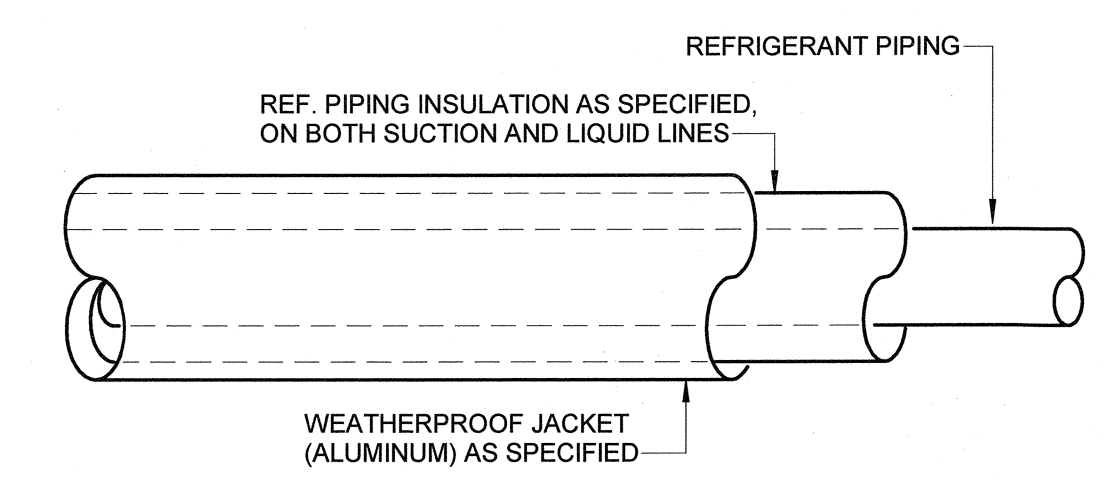 REFRIGERANT PIPING
REF. PIPING INSULATION AS SPECIFIED,
ON BOTH SUCTION AND LIQUID LINES
WEATHERPROOF JACKET
(ALUMINUM) AS SPECIFIED